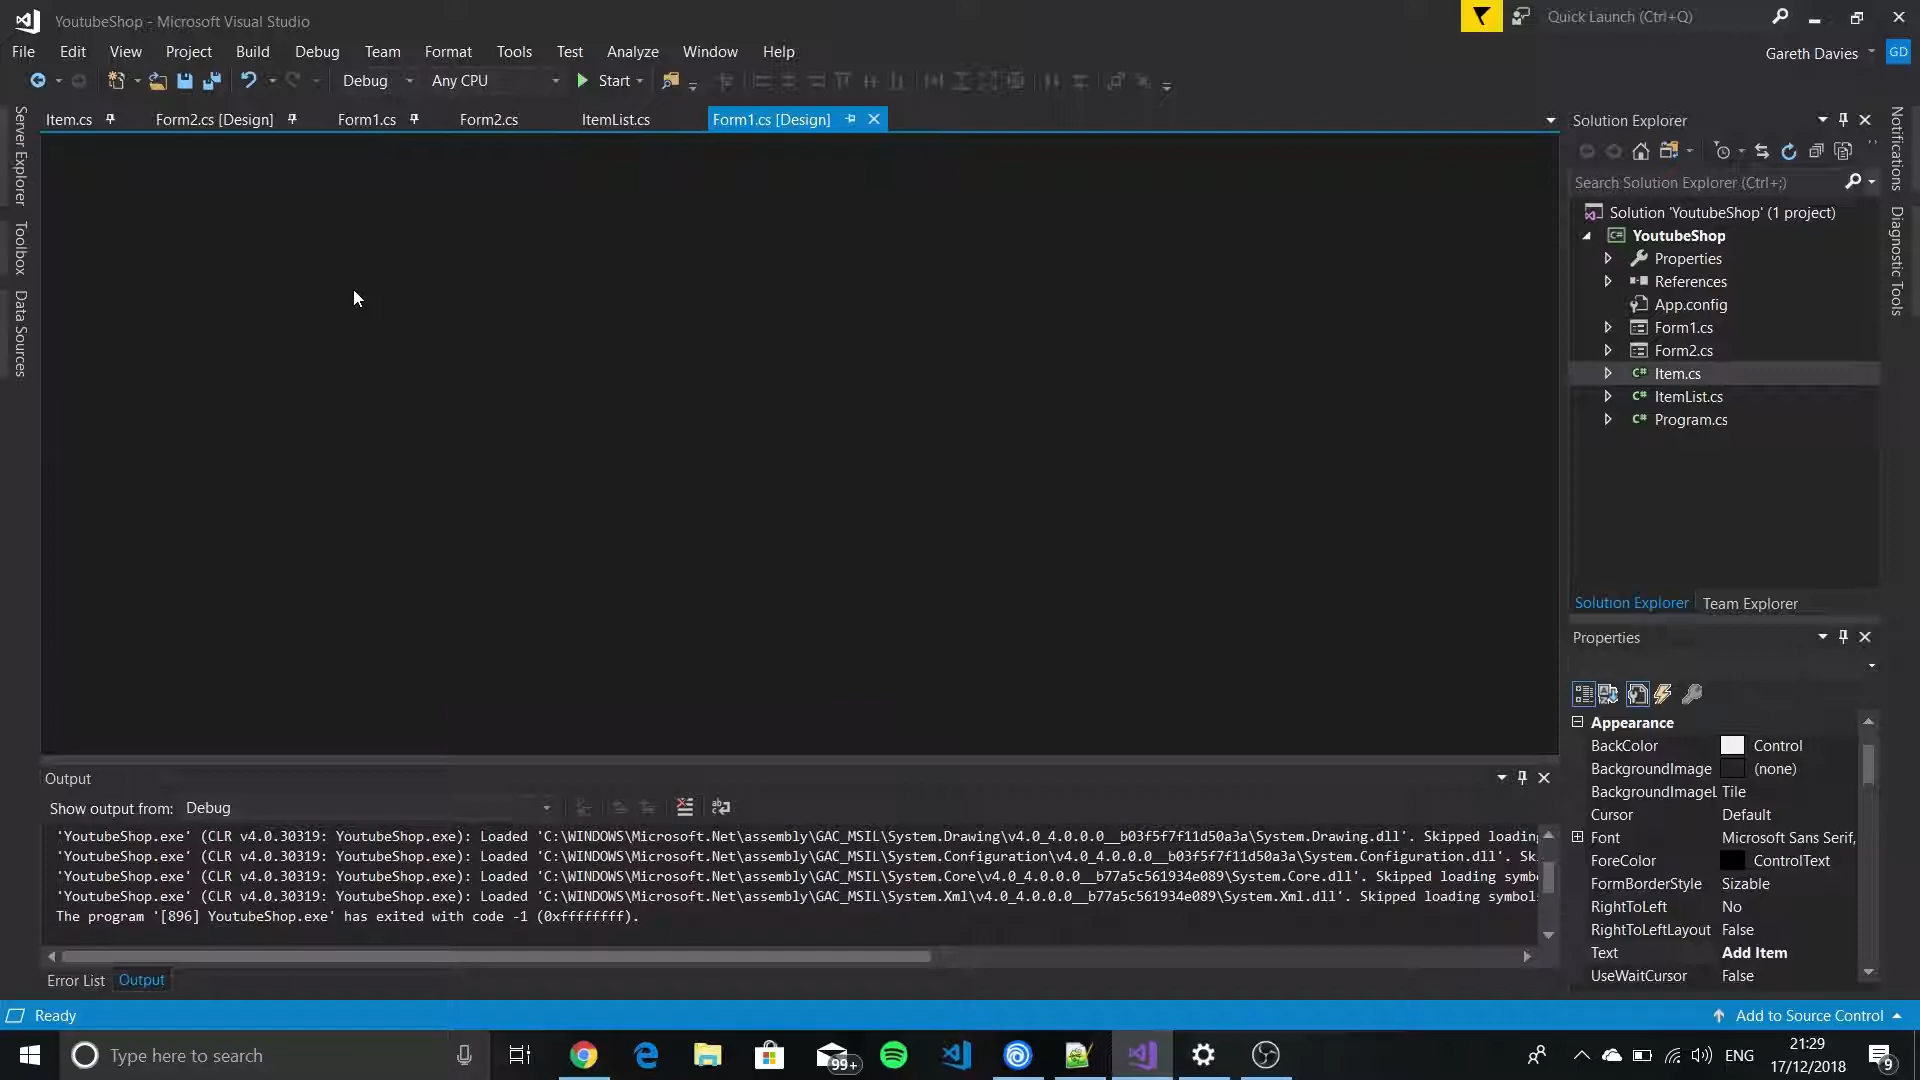 YoutubeShop - Microsoft Visual Studio
Quick Launch (Ctrl+Q)
File Edit View Project Build Debug Team Format Tools Test Analyze Window Help
Gareth Davies GD
Debug Any CPU Start
Item.cs Form2.cs [Design] Form1.cs Form2.cs ItemList.cs Form1.cs [Design]
Server Explorer
Toolbox
Data Sources
Solution Explorer
Search Solution Explorer (Ctrl+;)
Solution 'YoutubeShop' (1 project)
C# YoutubeShop
Properties
References
App.config
Form1.cs
Form2.cs
C# Item.cs
C# ItemList.cs
C# Program.cs
Solution Explorer Team Explorer
Notifications
Diagnostic Tools
Properties
Appearance
BackColor Control
BackgroundImage (none)
BackgroundImageL Tile
Cursor Default
Font Microsoft Sans Serif,
ForeColor ControlText
FormBorderStyle Sizable
RightToLeft No
RightToLeftLayout False
Text Add Item
UseWaitCursor False
Output
Show output from: Debug
'YoutubeShop.exe' (CLR v4.0.30319: YoutubeShop.exe): Loaded 'C:\WINDOWS\Microsoft.Net\assembly\GAC_MSIL\System.Drawing\v4.0_4.0.0.0__b03f5f7f11d50a3a\System.Drawing.dll'. Skipped loading
'YoutubeShop.exe' (CLR v4.0.30319: YoutubeShop.exe): Loaded 'C:\WINDOWS\Microsoft.Net\assembly\GAC_MSIL\System.Configuration\v4.0_4.0.0.0__b03f5f7f11d50a3a\System.Configuration.dll'. Sk
'YoutubeShop.exe' (CLR v4.0.30319: YoutubeShop.exe): Loaded 'C:\WINDOWS\Microsoft.Net\assembly\GAC_MSIL\System.Core\v4.0_4.0.0.0__b77a5c561934e089\System.Core.dll'. Skipped loading symb
'YoutubeShop.exe' (CLR v4.0.30319: YoutubeShop.exe): Loaded 'C:\WINDOWS\Microsoft.Net\assembly\GAC_MSIL\System.Xml\v4.0_4.0.0.0__b77a5c561934e089\System.Xml.dll'. Skipped loading symbol
The program '[896] YoutubeShop.exe' has exited with code -1 (0xffffffff).
Error List Output
Ready
Add to Source Control
Type here to search
99+
ENG
21:29
17/12/2018
9